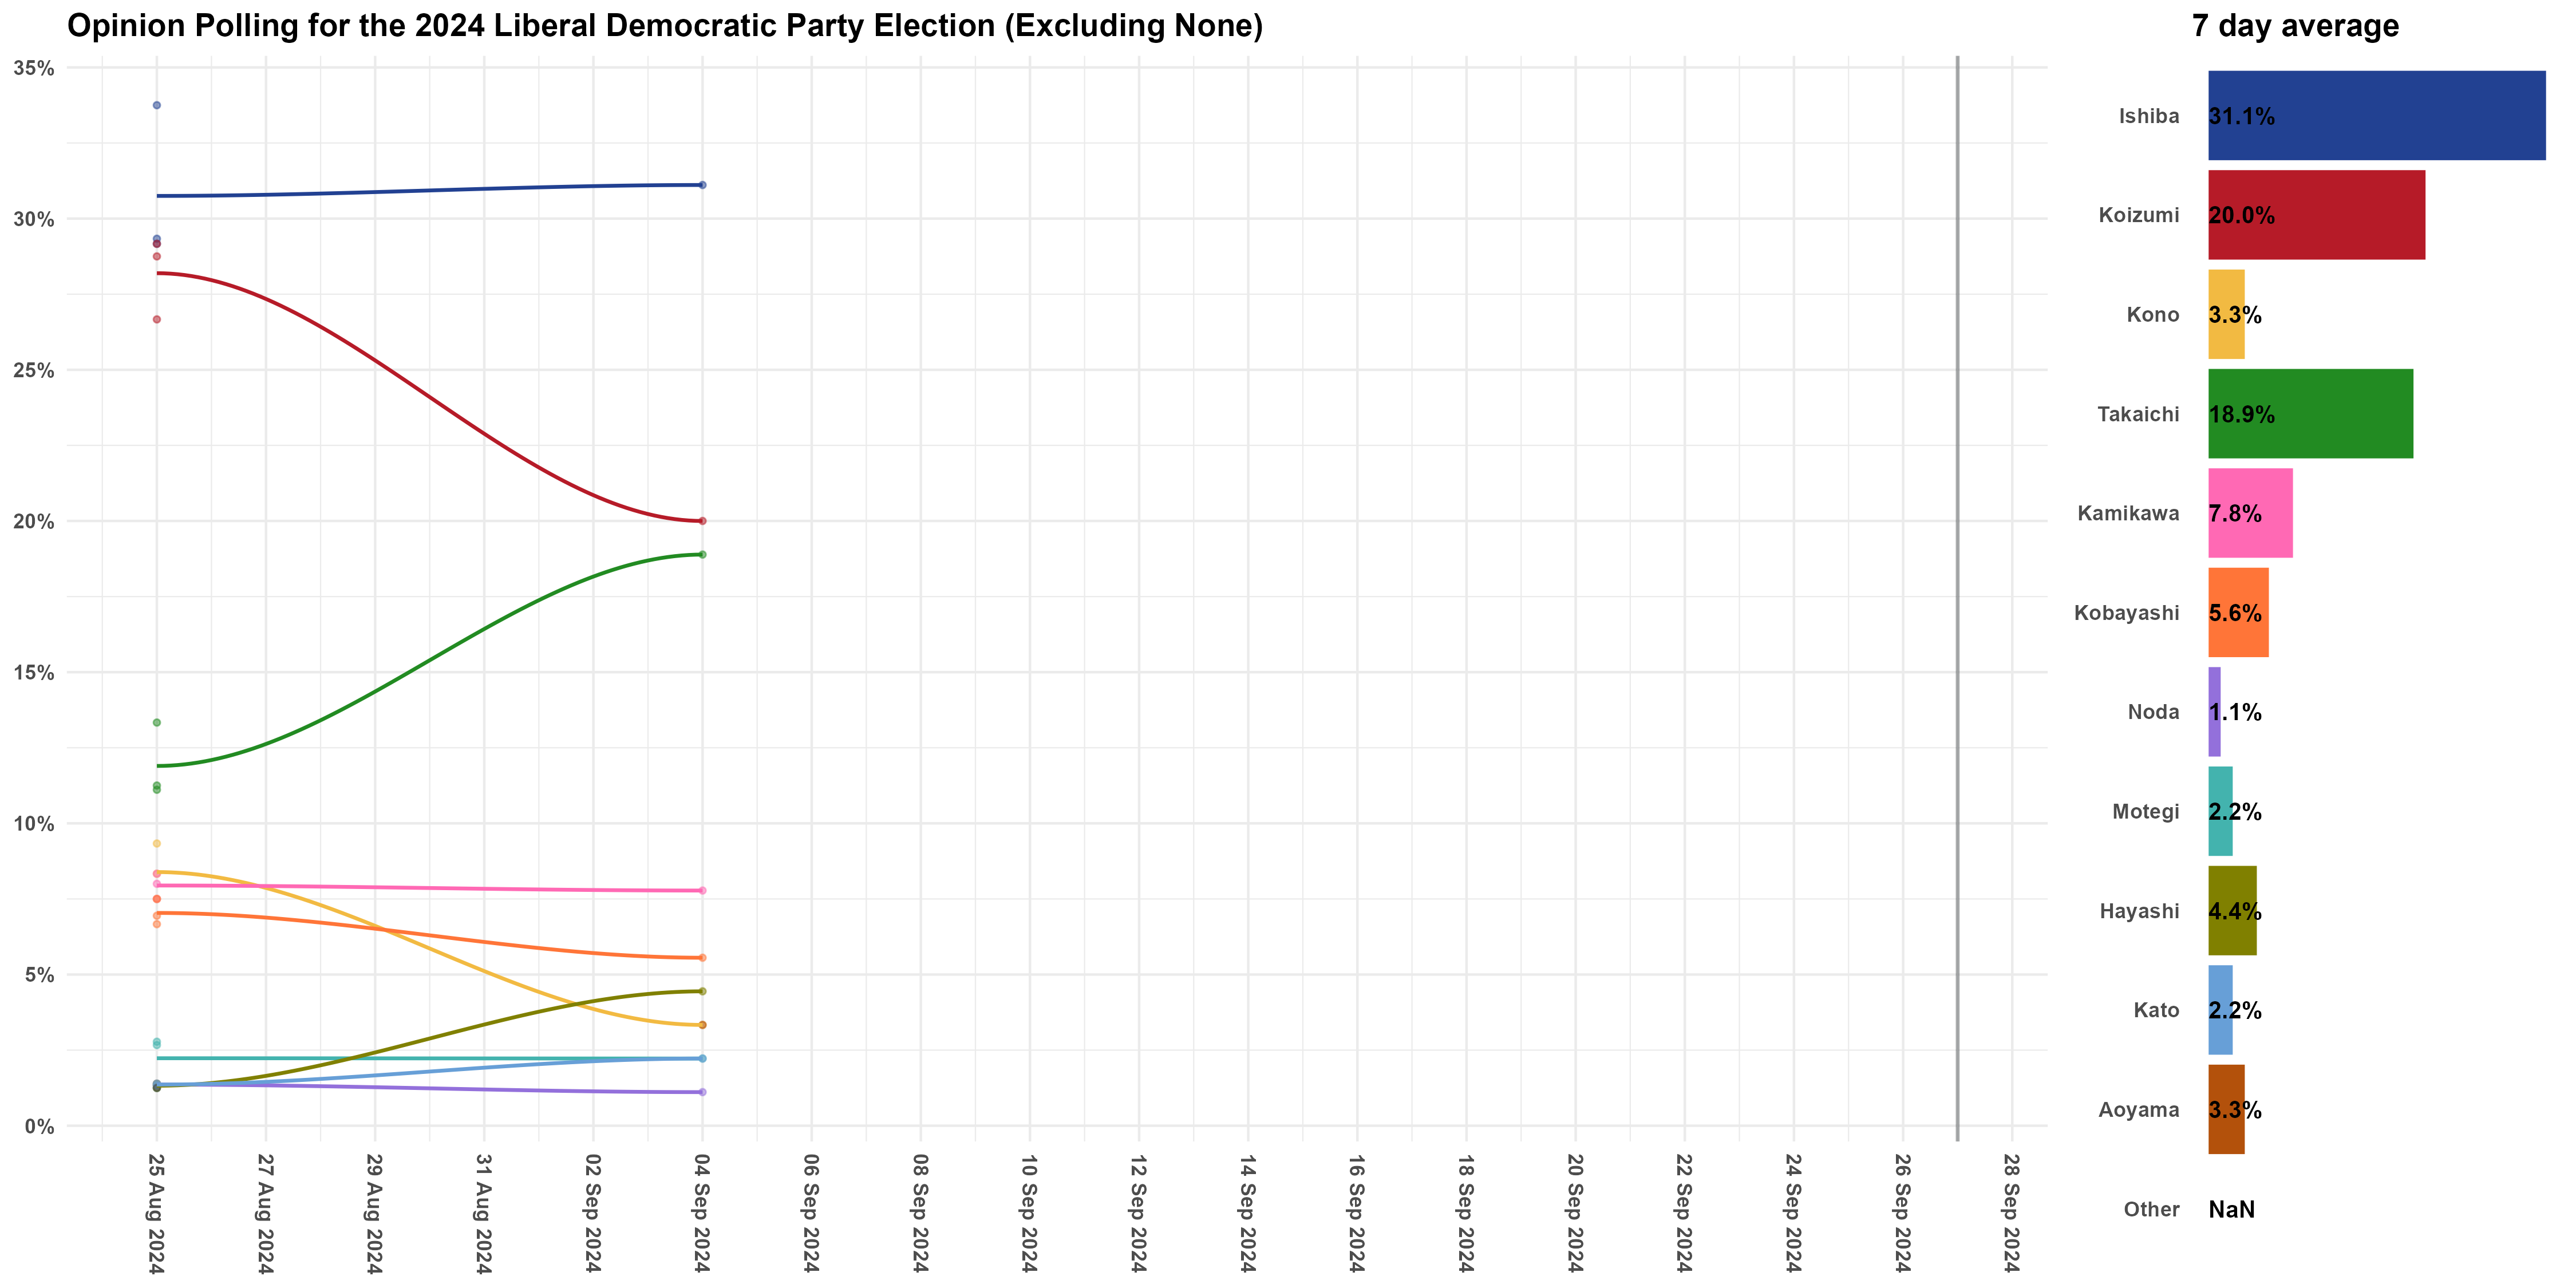 Opinion Polling for the 2024 Liberal Democratic Party Election (Excluding None)
35%
30%
25%
20%
15%
10%
5%
0%
25 Aug 2024
27 Aug 2024
29 Aug 2024
31 Aug 2024
02 Sep 2024
04 Sep 2024
06 Sep 2024
08 Sep 2024
10 Sep 2024
12 Sep 2024
14 Sep 2024
16 Sep 2024
18 Sep 2024
20 Sep 2024
22 Sep 2024
24 Sep 2024
26 Sep 2024
28 Sep 2024
7 day average
Ishiba 31.1%
Koizumi 20.0%
Kono 3.3%
Takaichi 18.9%
Kamikawa 7.8%
Kobayashi 5.6%
Noda 1.1%
Motegi 2.2%
Hayashi 4.4%
Kato 2.2%
Aoyama 3.3%
Other NaN